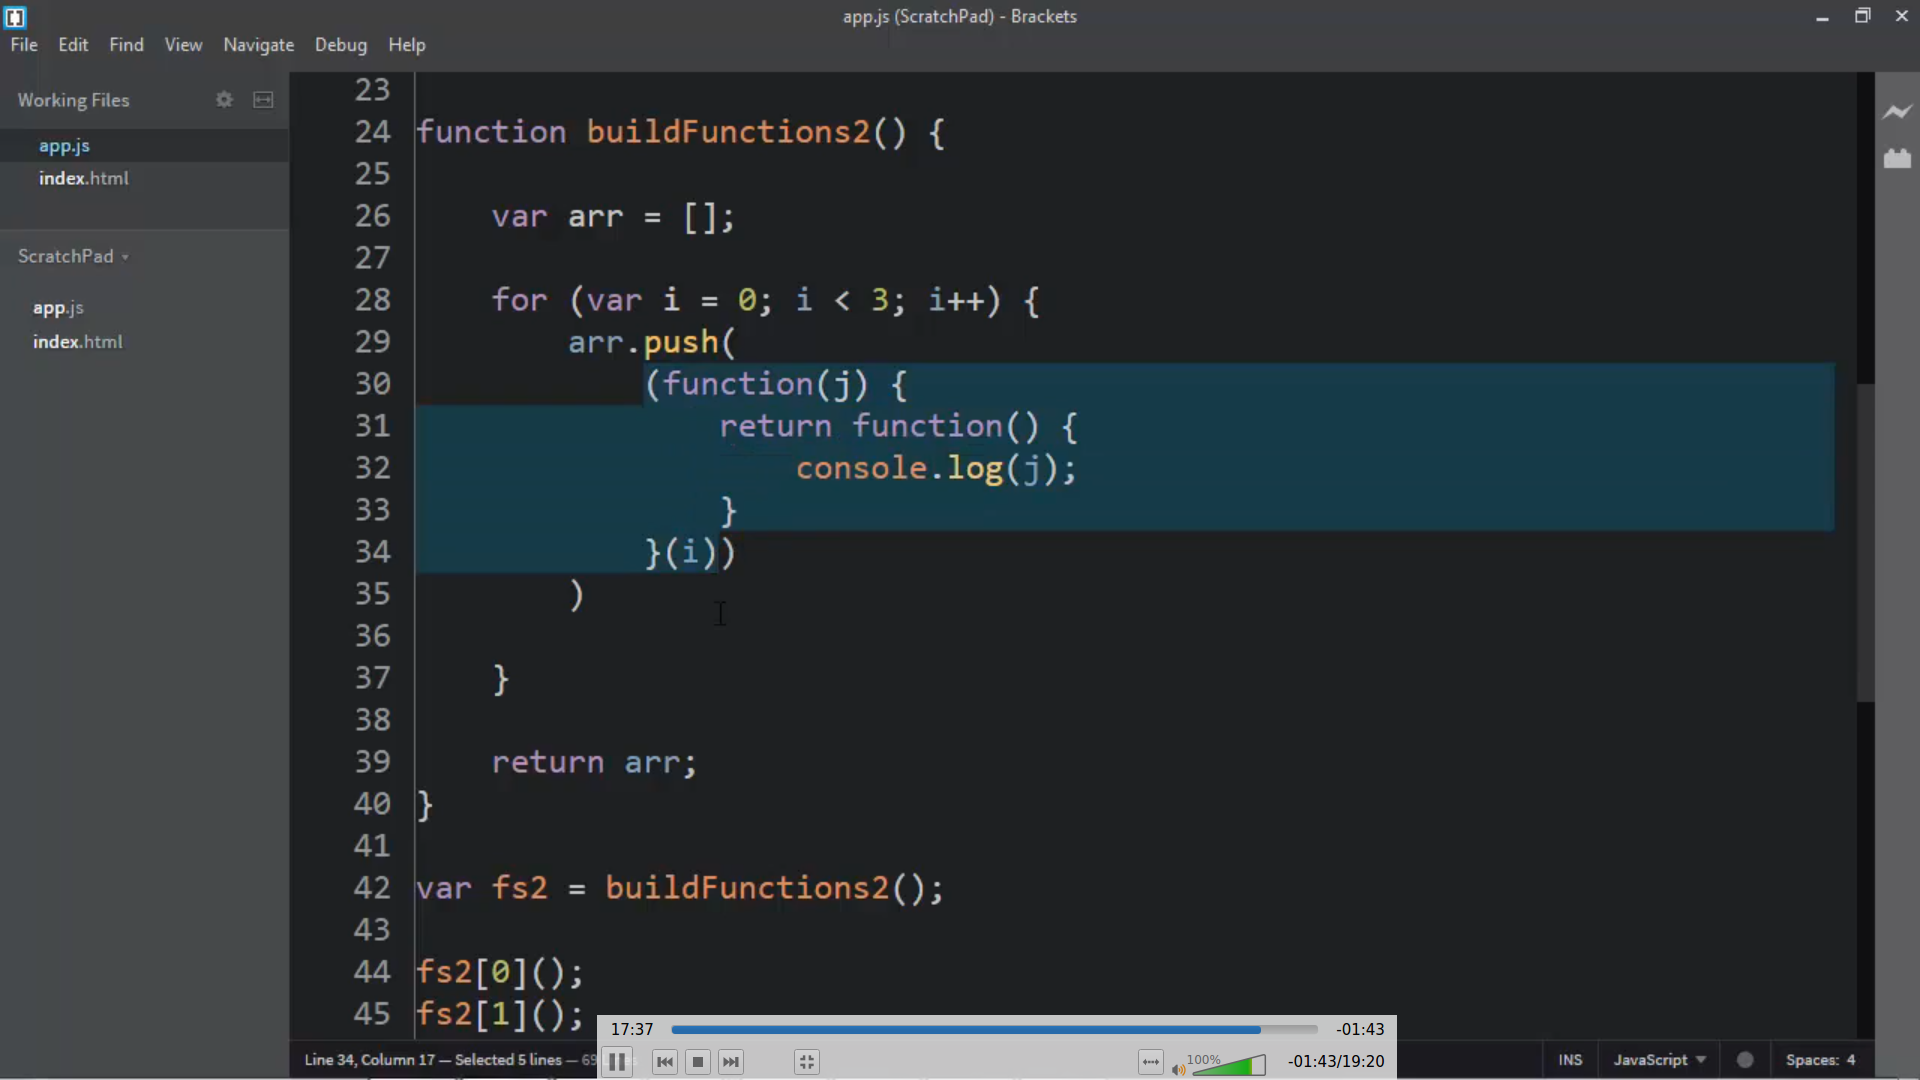 app.js (ScratchPad) - Brackets
File Edit Find View Navigate Debug Help
Working Files
app.js
index.html
ScratchPad
app.js
index.html
23
24 function buildFunctions2() {
25
26     var arr = [];
27
28     for (var i = 0; i < 3; i++) {
29         arr.push(
30             (function(j) {
31                 return function() {
32                     console.log(j);
33                 }
34             }(i))
35         )
36
37     }
38
39     return arr;
40 }
41
42 var fs2 = buildFunctions2();
43
44 fs2[0]();
45 fs2[1]();
17:37 -01:43
100% -01:43/19:20
Line 34, Column 17 — Selected 5 lines — 69
INS JavaScript Spaces: 4